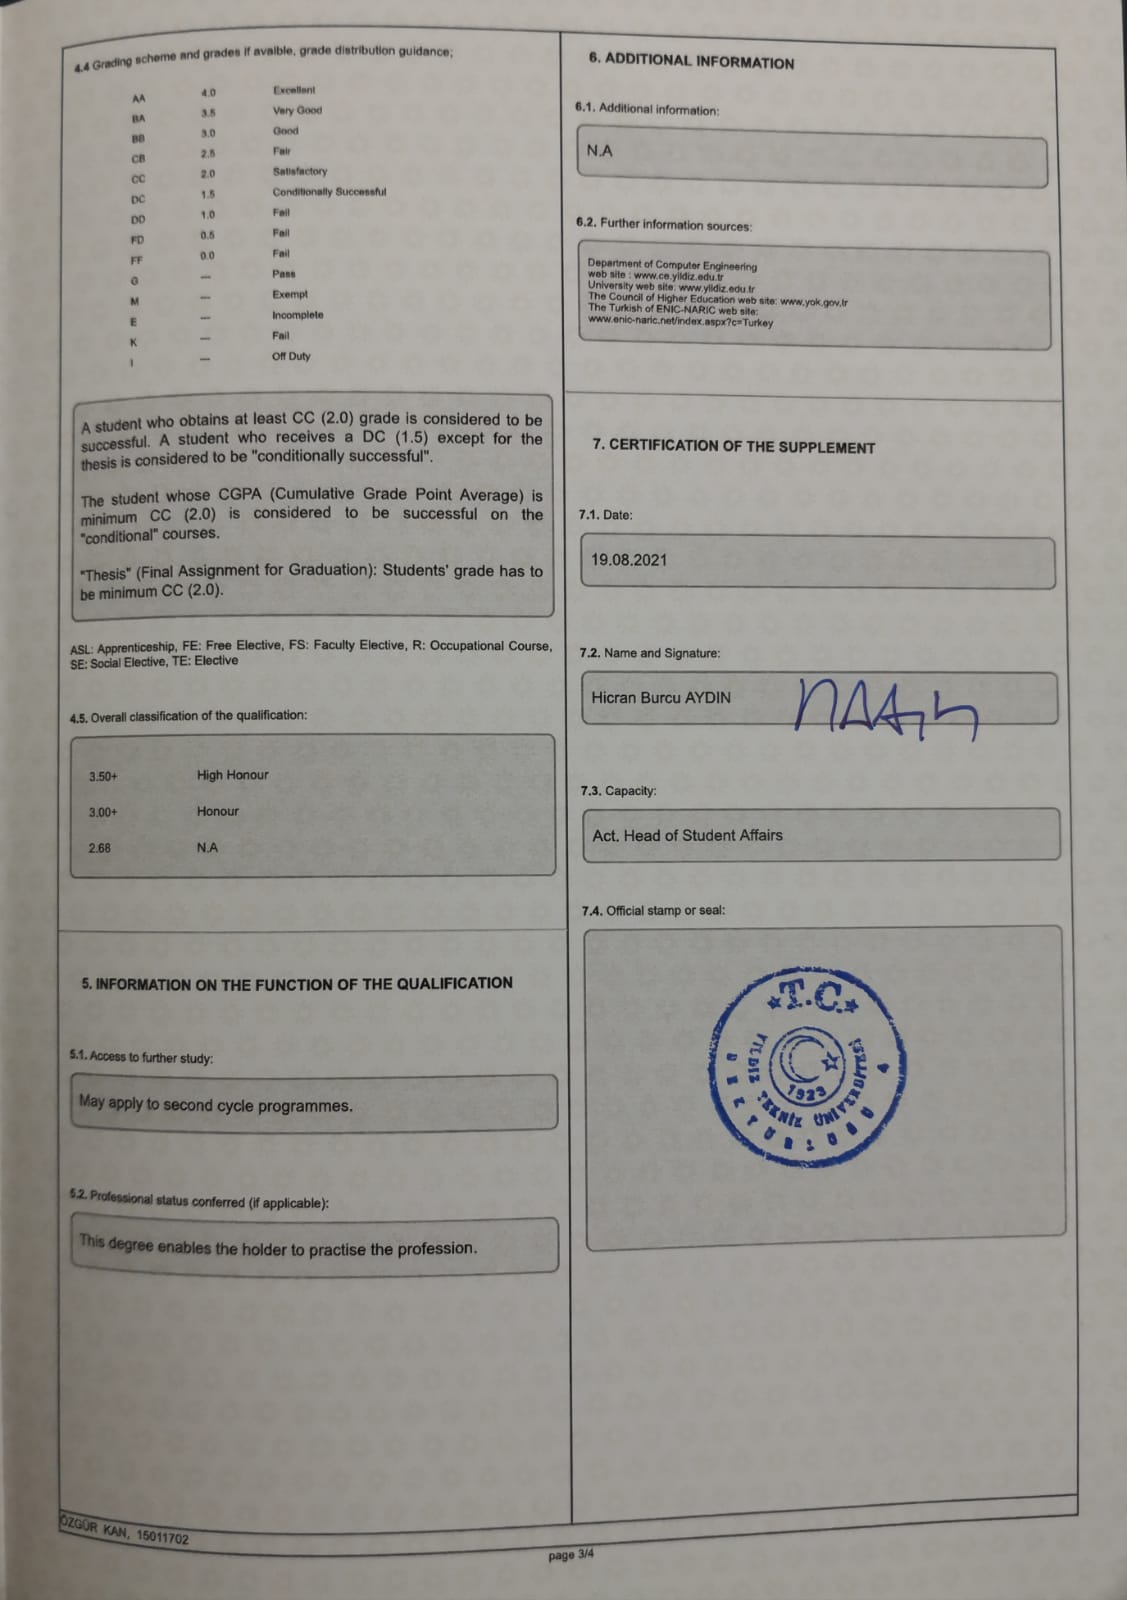 4.4 Grading scheme and grades if avaible, grade distribution guidance;
AA 4.0 Excellent
BA 3.5 Very Good
BB 3.0 Good
CB 2.5 Fair
CC 2.0 Satisfactory
DC 1.5 Conditionally Successful
DD 1.0 Fail
FD 0.5 Fail
FF 0.0 Fail
G --- Pass
M --- Exempt
E --- Incomplete
K --- Fail
I --- Off Duty
A student who obtains at least CC (2.0) grade is considered to be
successful. A student who receives a DC (1.5) except for the
thesis is considered to be "conditionally successful".
The student whose CGPA (Cumulative Grade Point Average) is
minimum CC (2.0) is considered to be successful on the
"conditional" courses.
"Thesis" (Final Assignment for Graduation): Students' grade has to
be minimum CC (2.0).
ASL: Apprenticeship, FE: Free Elective, FS: Faculty Elective, R: Occupational Course,
SE: Social Elective, TE: Elective
4.5. Overall classification of the qualification:
3.50+ High Honour
3.00+ Honour
2.68 N.A
5. INFORMATION ON THE FUNCTION OF THE QUALIFICATION
5.1. Access to further study:
May apply to second cycle programmes.
5.2. Professional status conferred (if applicable):
This degree enables the holder to practise the profession.
6. ADDITIONAL INFORMATION
6.1. Additional information:
N.A
6.2. Further information sources:
Department of Computer Engineering
web site : www.ce.yildiz.edu.tr
University web site: www.yildiz.edu.tr
The Council of Higher Education web site: www.yok.gov.tr
The Turkish of ENIC-NARIC web site:
www.enic-naric.net/index.aspx?c=Turkey
7. CERTIFICATION OF THE SUPPLEMENT
7.1. Date:
19.08.2021
7.2. Name and Signature:
Hicran Burcu AYDIN
7.3. Capacity:
Act. Head of Student Affairs
7.4. Official stamp or seal:
T.C.
YILDIZ TEKNİK ÜNİVERSİTESİ
REKTÖRLÜĞÜ 4
1923
ÖZGÜR KAN, 15011702
page 3/4